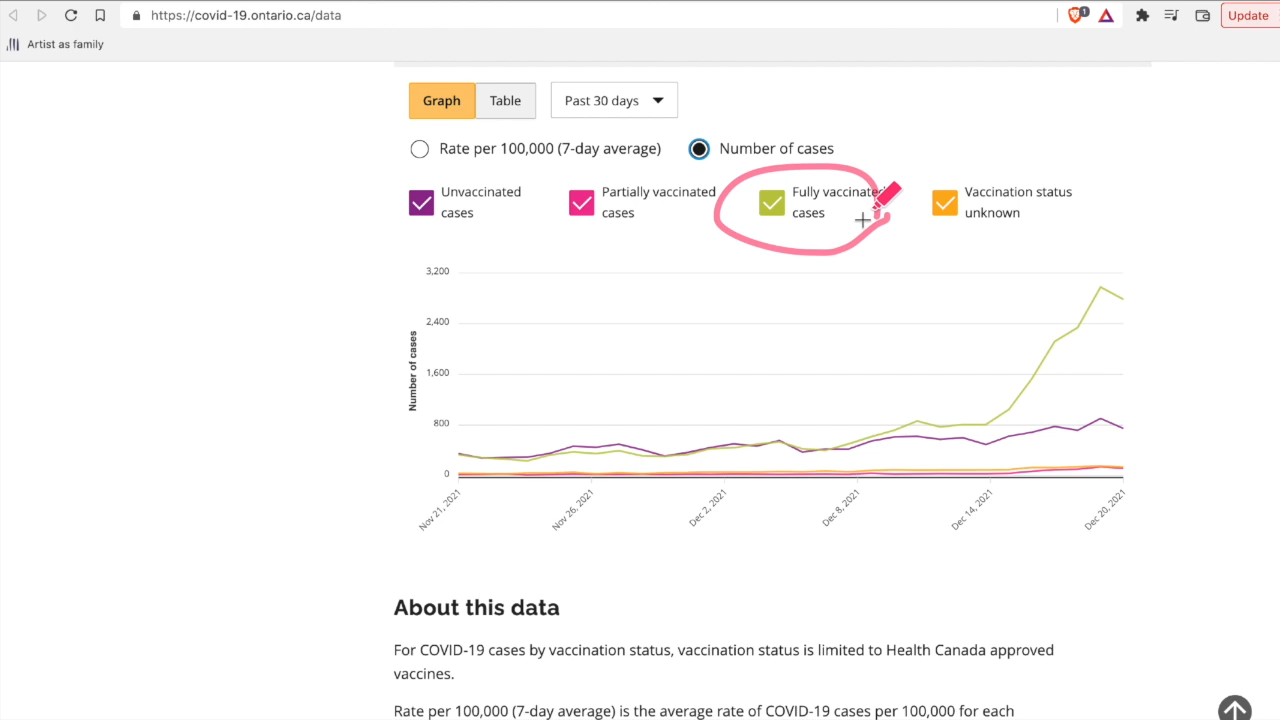 https://covid-19.ontario.ca/data
1
Update
Artist as family
Graph
Table
Past 30 days
Rate per 100,000 (7-day average)
Number of cases
Unvaccinated
cases
Partially vaccinated
cases
Fully vaccinated
cases
Vaccination status
unknown
3,200
2,400
1,600
800
0
Number of cases
Nov 21, 2021
Nov 26, 2021
Dec 2, 2021
Dec 8, 2021
Dec 14, 2021
Dec 20, 2021
About this data
For COVID-19 cases by vaccination status, vaccination status is limited to Health Canada approved
vaccines.
Rate per 100,000 (7-day average) is the average rate of COVID-19 cases per 100,000 for each